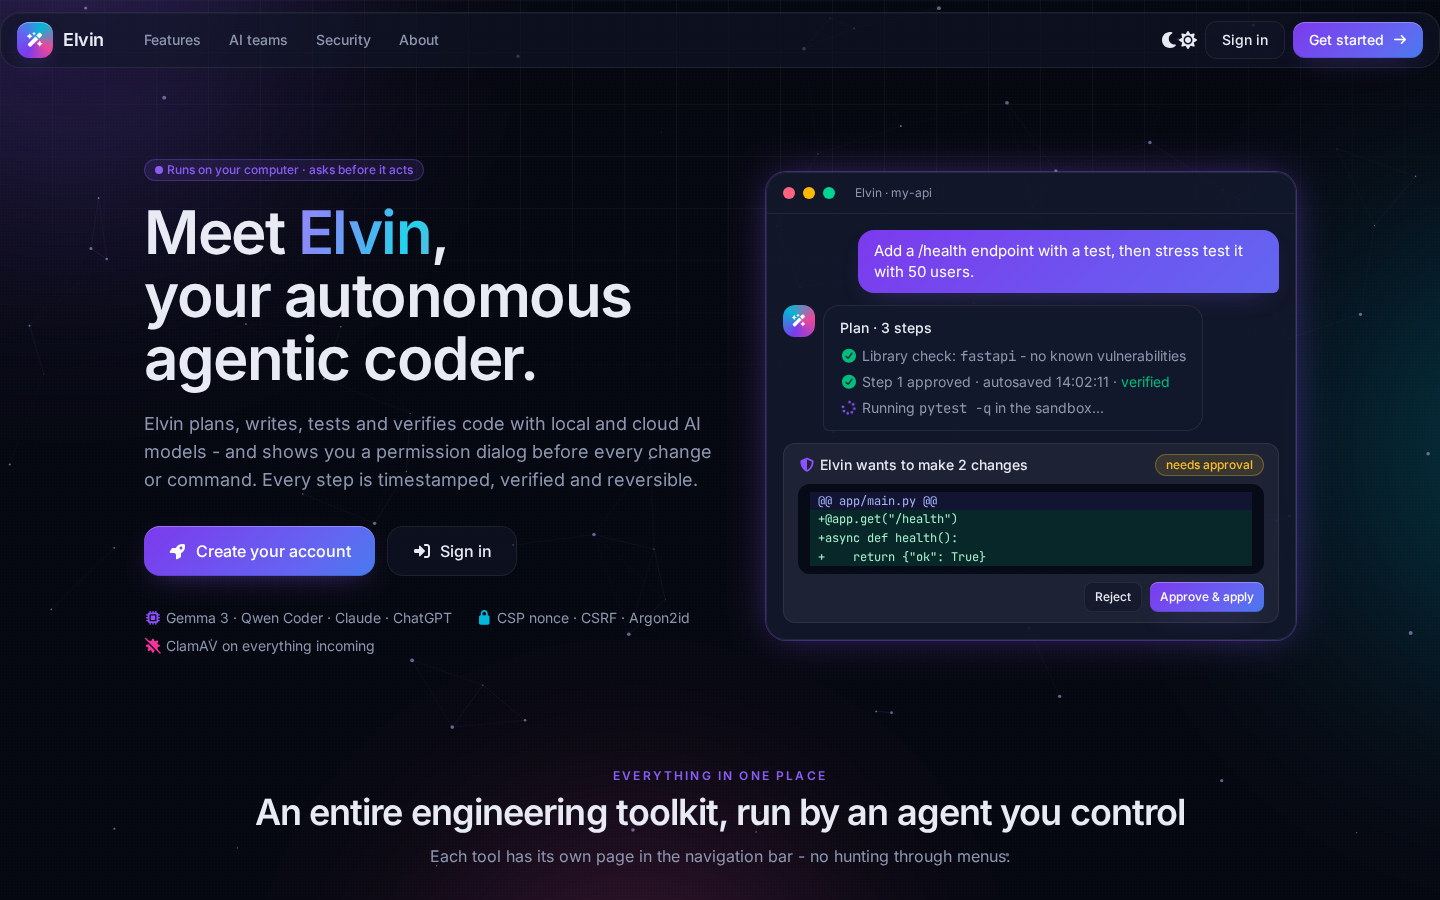 Elvin
Features
AI teams
Security
About
Sign in
Get started
Runs on your computer · asks before it acts
Meet Elvin,
your autonomous
agentic coder.
Elvin plans, writes, tests and verifies code with local and cloud AI
models - and shows you a permission dialog before every change
or command. Every step is timestamped, verified and reversible.
Create your account
Sign in
Gemma 3 · Qwen Coder · Claude · ChatGPT
CSP nonce · CSRF · Argon2id
ClamAV on everything incoming
Elvin · my-api
Add a /health endpoint with a test, then stress test it
with 50 users.
Plan · 3 steps
Library check: fastapi - no known vulnerabilities
Step 1 approved · autosaved 14:02:11 · verified
Running pytest -q in the sandbox...
Elvin wants to make 2 changes
needs approval
@@ app/main.py @@
+@app.get("/health")
+async def health():
+    return {"ok": True}
Reject
Approve & apply
EVERYTHING IN ONE PLACE
An entire engineering toolkit, run by an agent you control
Each tool has its own page in the navigation bar - no hunting through menus.